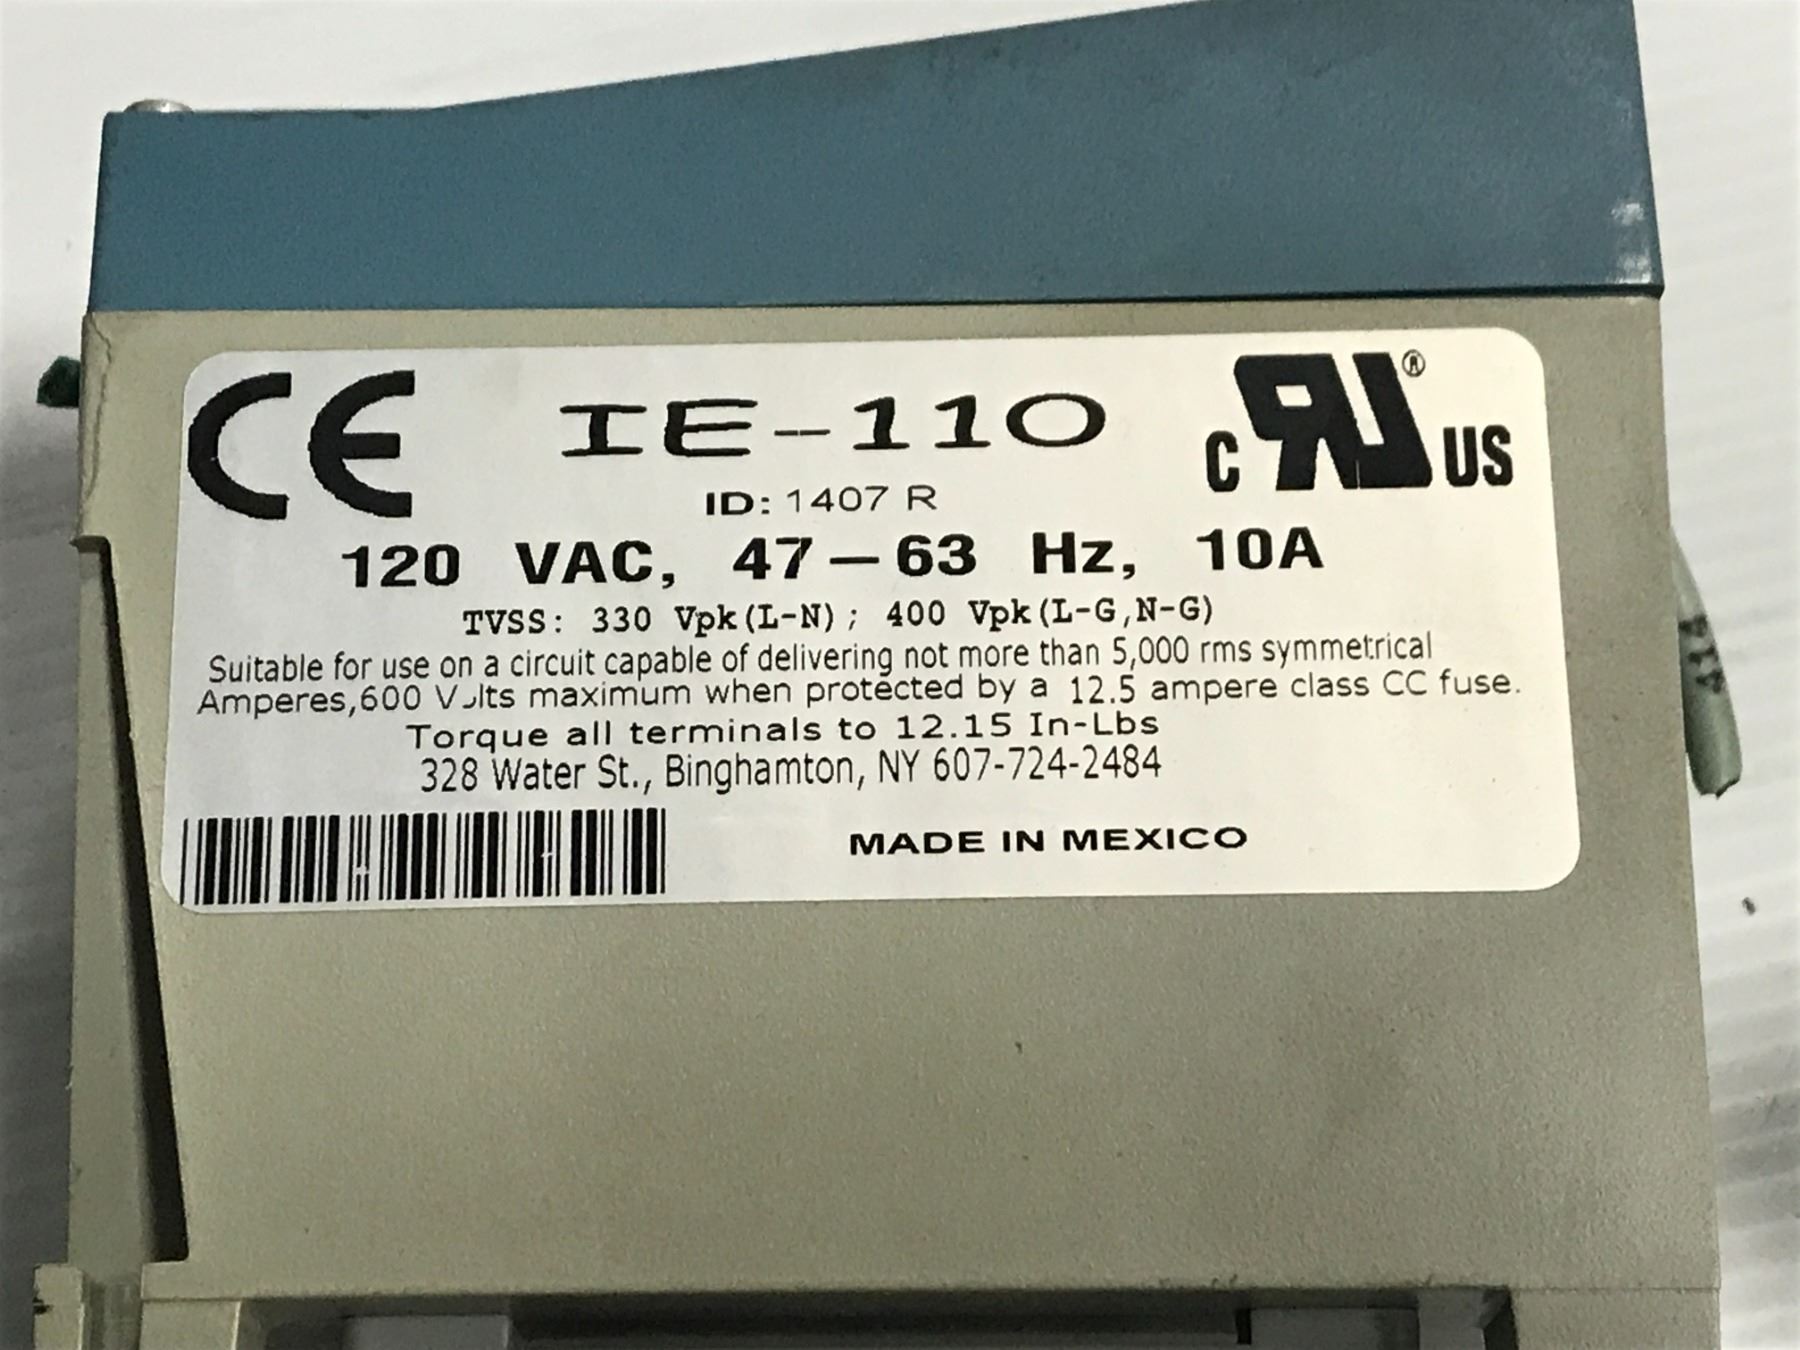 CE IE-110 c RU ® US
ID: 1407 R
120 VAC, 47-63 Hz, 10A
TVSS: 330 Vpk(L-N); 400 Vpk(L-G,N-G)
Suitable for use on a circuit capable of delivering not more than 5,000 rms symmetrical
Amperes,600 Volts maximum when protected by a 12.5 ampere class CC fuse.
Torque all terminals to 12.15 In-Lbs
328 Water St., Binghamton, NY 607-724-2484
MADE IN MEXICO